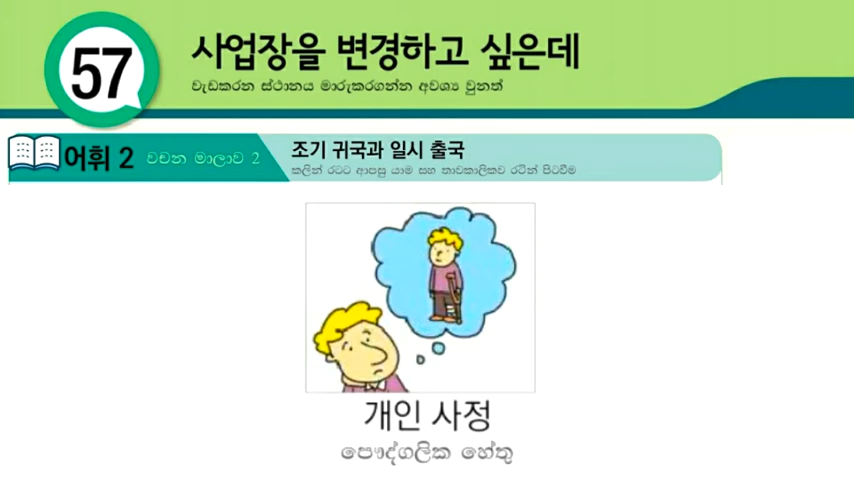 57
사업장을 변경하고 싶은데
වැඩකරන ස්ථානය මාරුකරගන්න අවශ්‍ය වුනත්
어휘 2 වචන මාලාව 2
조기 귀국과 일시 출국
කලින් රටට ආපසු යාම සහ තාවකාලිකව රටින් පිටවීම
개인 사정
පෞද්ගලික හේතු